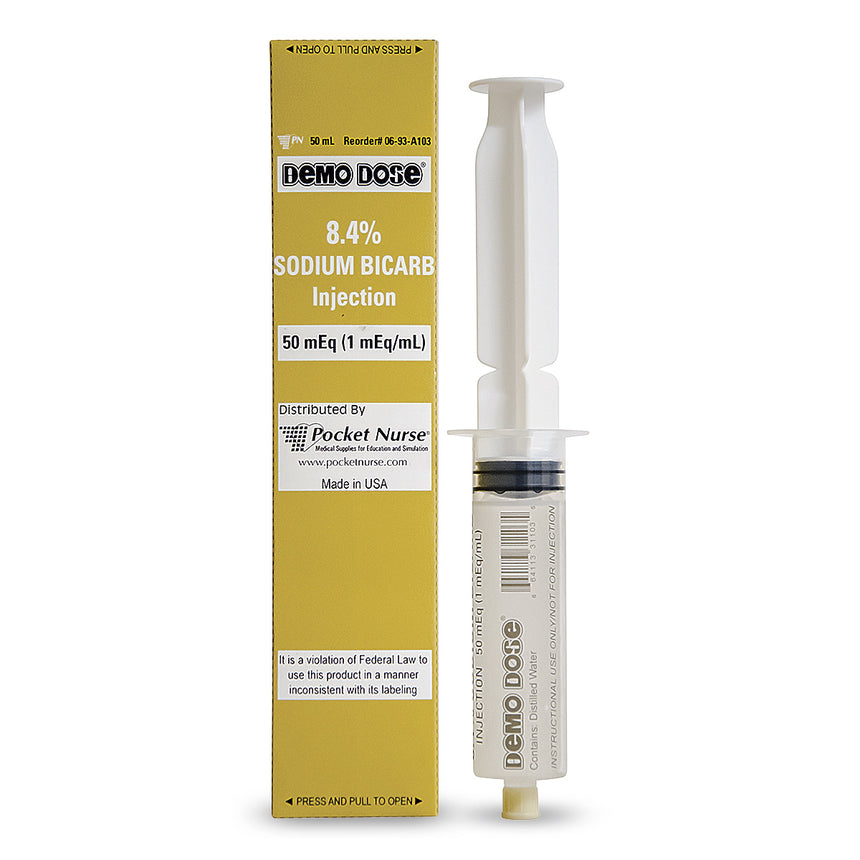 ◀ PRESS AND PULL TO OPEN ▶
PN 50 mL Reorder# 06-93-A103
DEMO DOSE®
8.4%
SODIUM BICARB
Injection
50 mEq (1 mEq/mL)
Distributed By
Pocket Nurse®
Medical Supplies for Education and Simulation
www.pocketnurse.com
Made in USA
It is a violation of Federal Law to
use this product in a manner
inconsistent with its labeling
◀ PRESS AND PULL TO OPEN ▶
INJECTION 50 mEq (1 mEq/mL)
6 64113 31103 5
DEMO DOSE®
Contains: Distilled Water
INSTRUCTIONAL USE ONLY/NOT FOR INJECTION